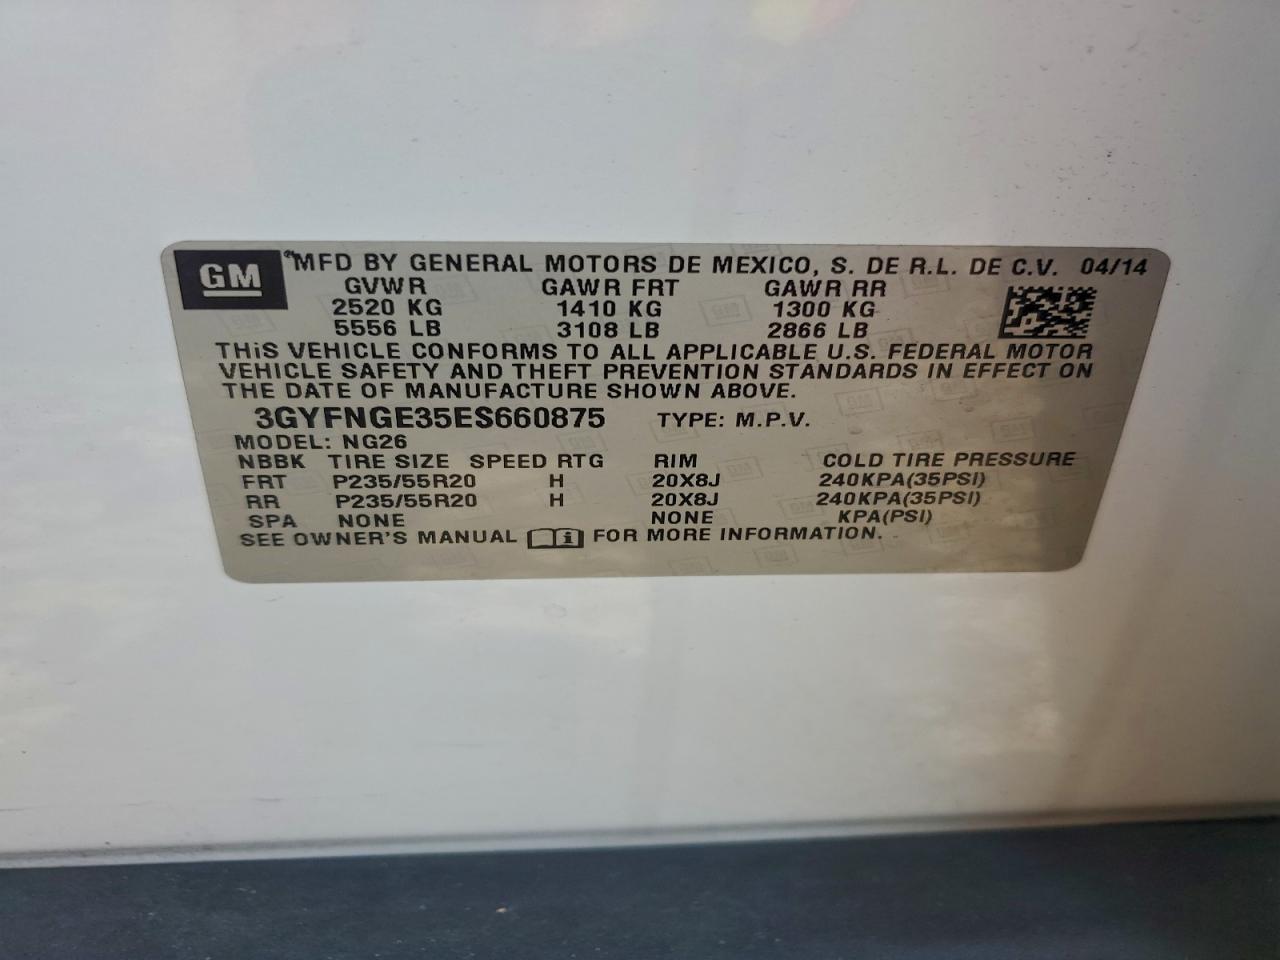 GM MFD BY GENERAL MOTORS DE MEXICO, S. DE R.L. DE C.V. 04/14
GVWR GAWR FRT GAWR RR
2520 KG 1410 KG 1300 KG
5556 LB 3108 LB 2866 LB
THiS VEHICLE CONFORMS TO ALL APPLICABLE U.S. FEDERAL MOTOR
VEHICLE SAFETY AND THEFT PREVENTION STANDARDS IN EFFECT ON
THE DATE OF MANUFACTURE SHOWN ABOVE.
3GYFNGE35ES660875 TYPE: M.P.V.
MODEL: NG26
NBBK TIRE SIZE SPEED RTG RIM COLD TIRE PRESSURE
FRT P235/55R20 H 20X8J 240KPA(35PSI)
RR P235/55R20 H 20X8J 240KPA(35PSI)
SPA NONE NONE KPA(PSI)
SEE OWNER'S MANUAL i FOR MORE INFORMATION.